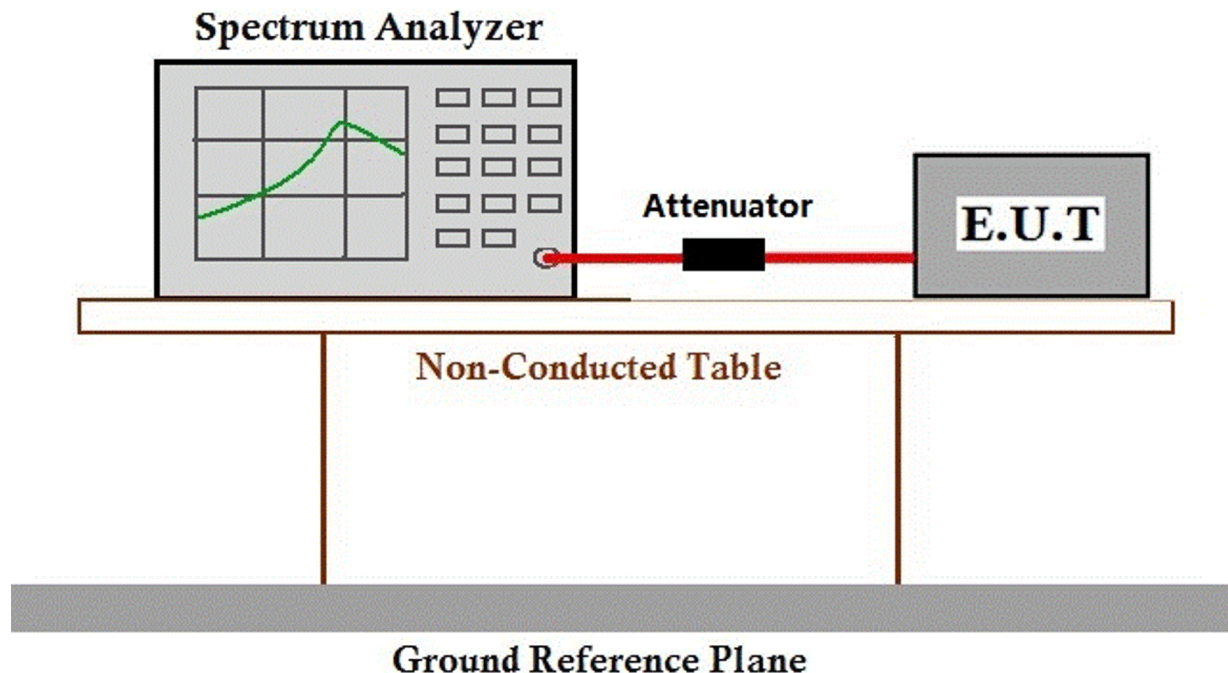 Spectrum Analyzer
Attenuator
E.U.T
Non-Conducted Table
Ground Reference Plane